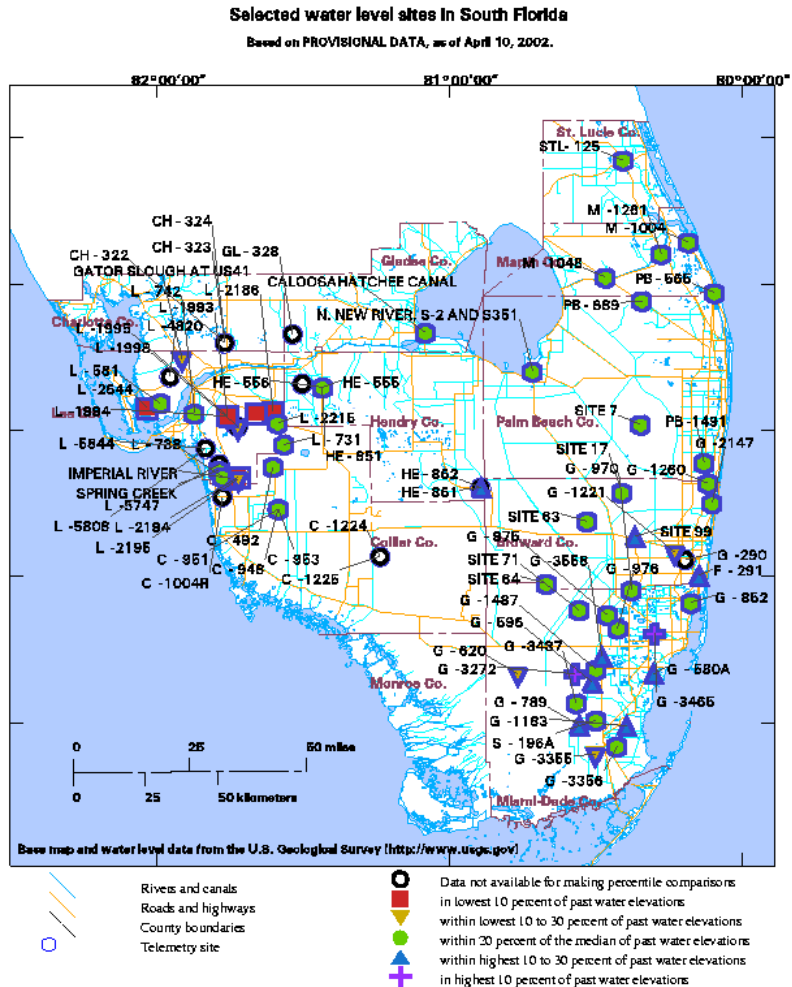 Selected water level sites in South Florida
Based on PROVISIONAL DATA, as of April 10, 2002.
82°00'00" 81°00'00" 80°00'00"
St. Lucie Co.
STL- 125
CH - 324
M -1261
CH - 323
M -1004
CH - 322
GL - 328
Glades Co.
M -1048
GATOR SLOUGH AT US41
PB -566
L - 742
L -2186
CALOOSAHATCHEE CANAL
L -1993
PB -689
N. NEW RIVER, S-2 AND S351
Charlotte Co.
L -1995
L -4820
L -1998
L -581
HE -556
HE -555
L -2644
SITE 7
L -1994
L -2215
Hendry Co.
Palm Beach Co.
PB -1491
L -5844
L - 738
L - 731
SITE 17
G -2147
HE - 851
IMPERIAL RIVER
HE - 862
G - 970
G -1260
SPRING CREEK
HE - 861
G -1221
L -5747
SITE 63
L -5808
L -2194
C -1224
SITE 99
L -2195
C - 492
Collier Co.
G - 975
Broward Co.
G -290
C - 951
C - 953
SITE 71
G -3558
G - 976
F - 291
C - 948
C -1225
SITE 64
C -1004R
G -1487
G - 852
G - 595
G - 620
G -3437
G -3272
G - 580A
Monroe Co.
G - 789
G -3465
G -1183
S - 196A
G -3355
G -3356
Miami-Dade Co.
0 25 50 miles
0 25 50 kilometers
Base map and water level data from the U.S. Geological Survey (http://www.usgs.gov)
Rivers and canals
Roads and highways
County boundaries
Telemetry site
Data not available for making percentile comparisons
in lowest 10 percent of past water elevations
within lowest 10 to 30 percent of past water elevations
within 20 percent of the median of past water elevations
within highest 10 to 30 percent of past water elevations
in highest 10 percent of past water elevations